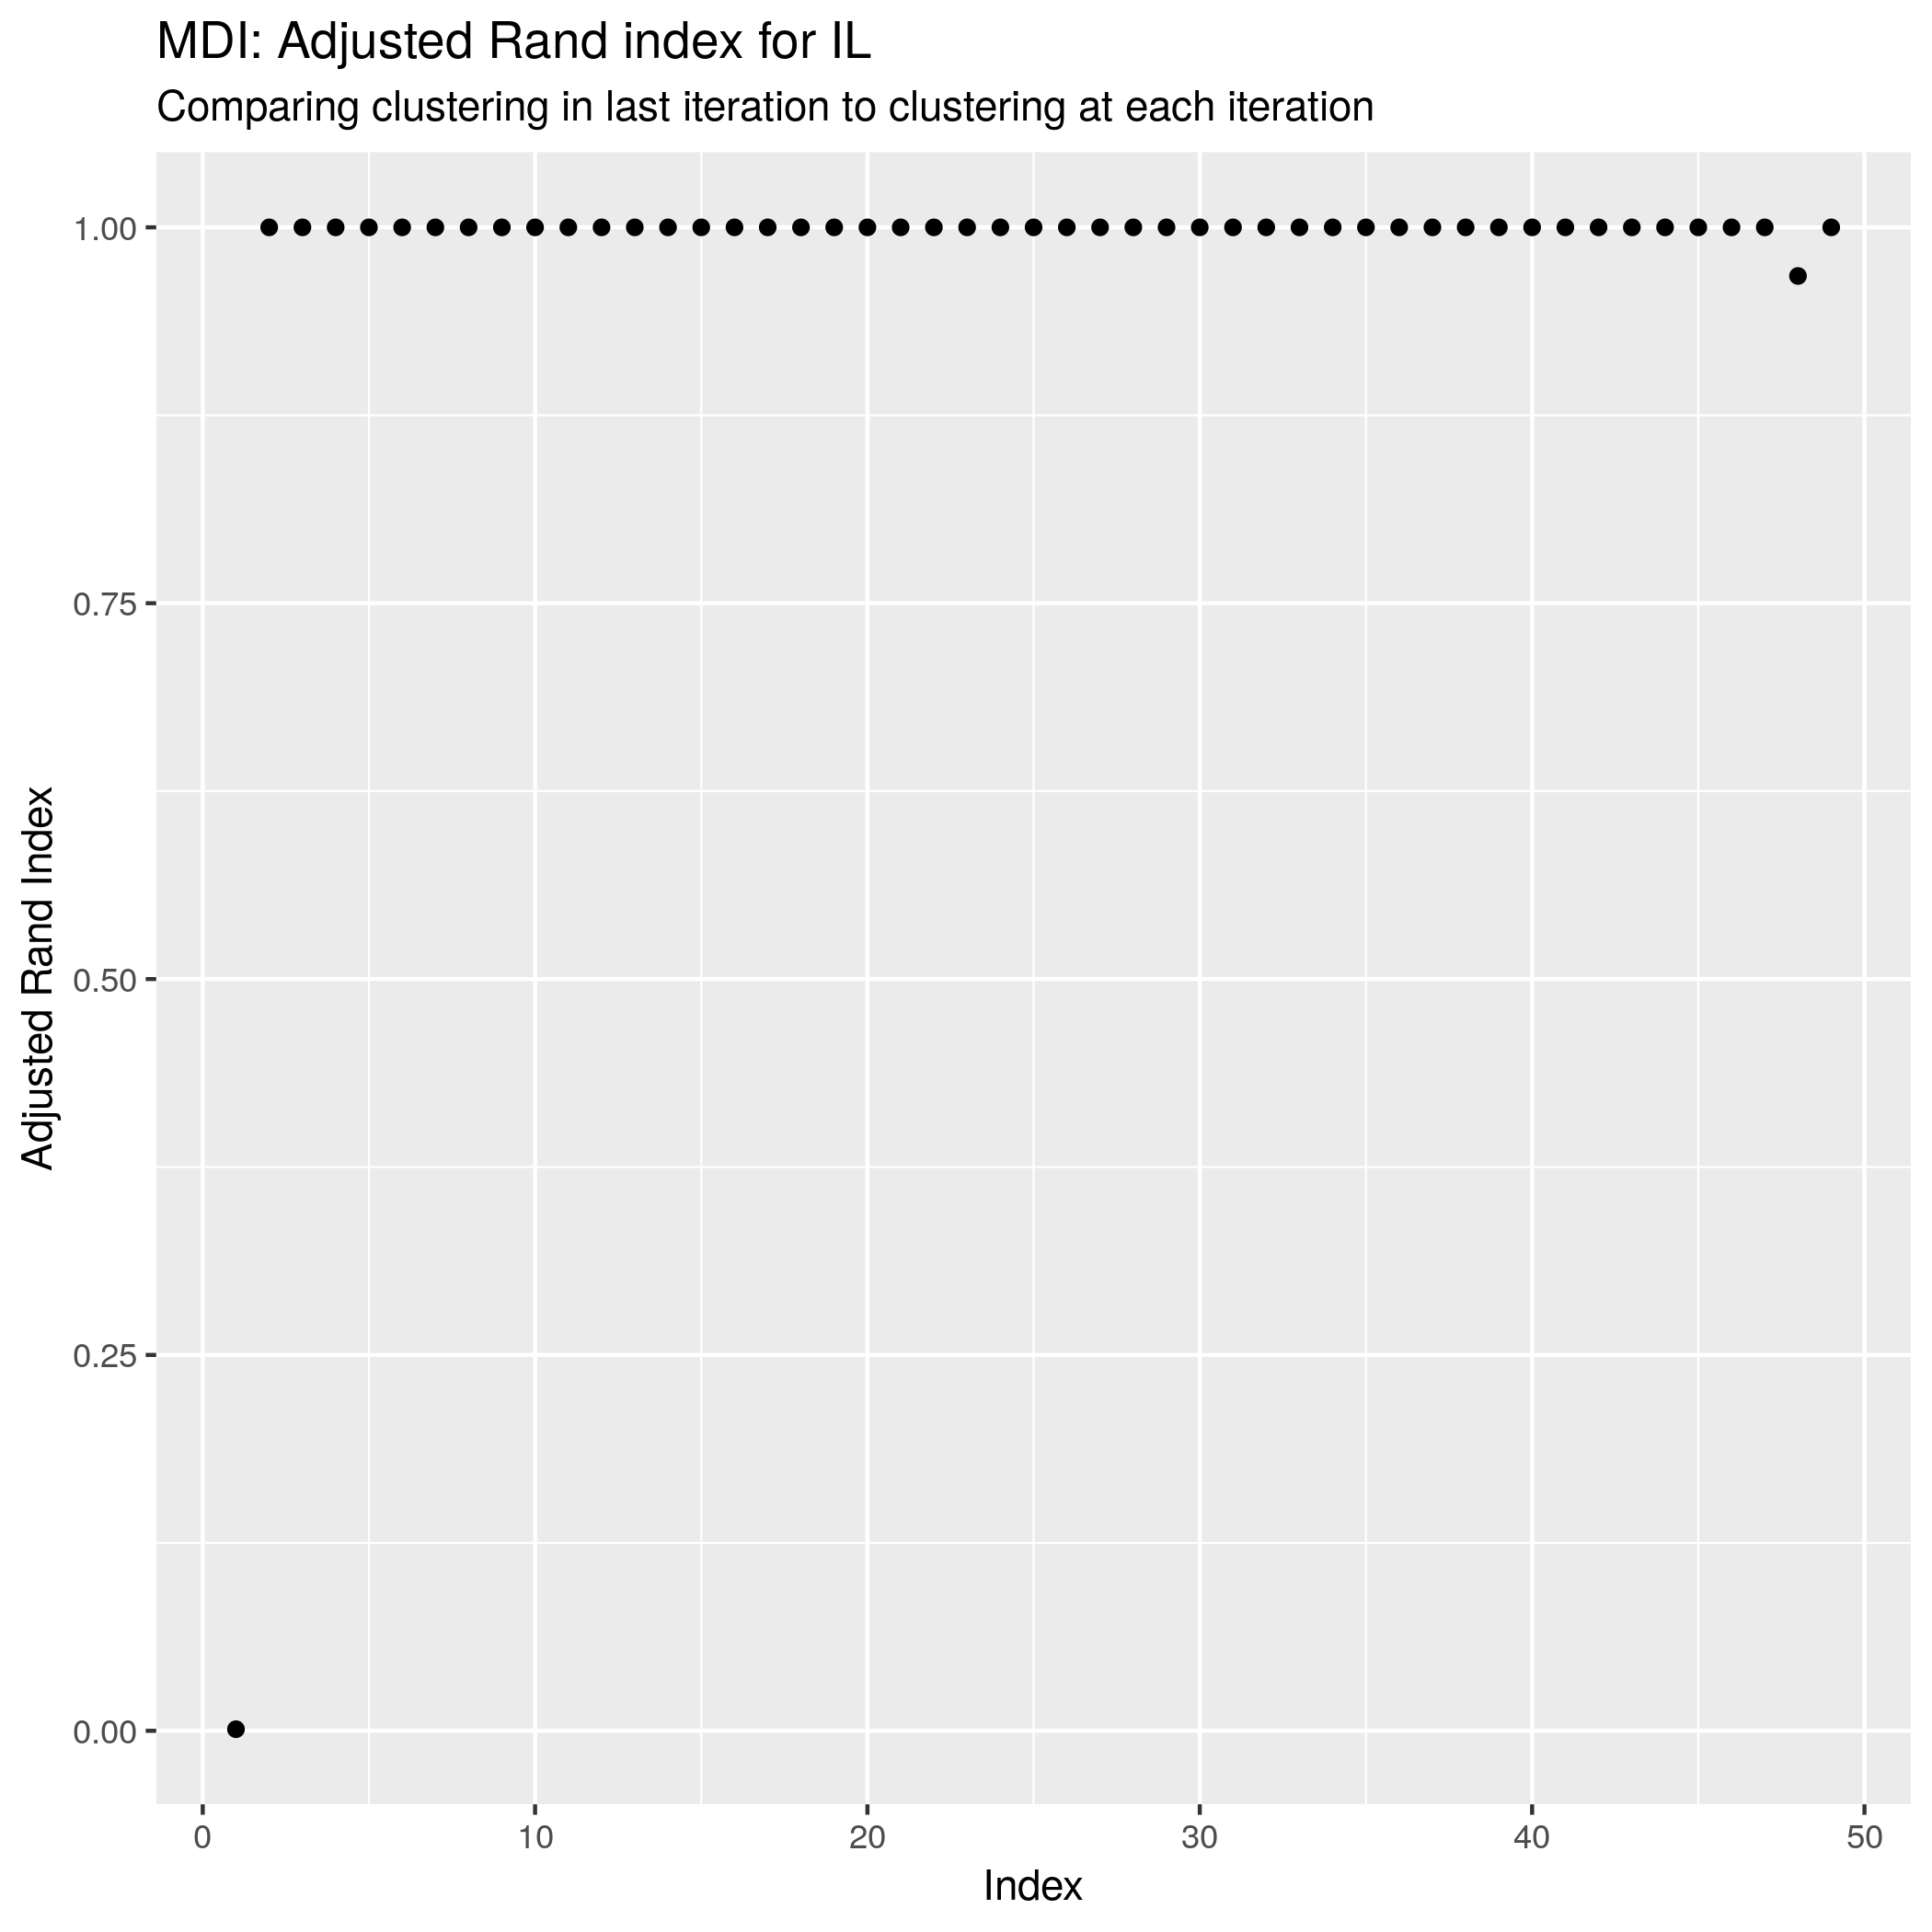 MDI: Adjusted Rand index for IL
Comparing clustering in last iteration to clustering at each iteration
Adjusted Rand Index
1.00
0.75
0.50
0.25
0.00
0 10 20 30 40 50
Index